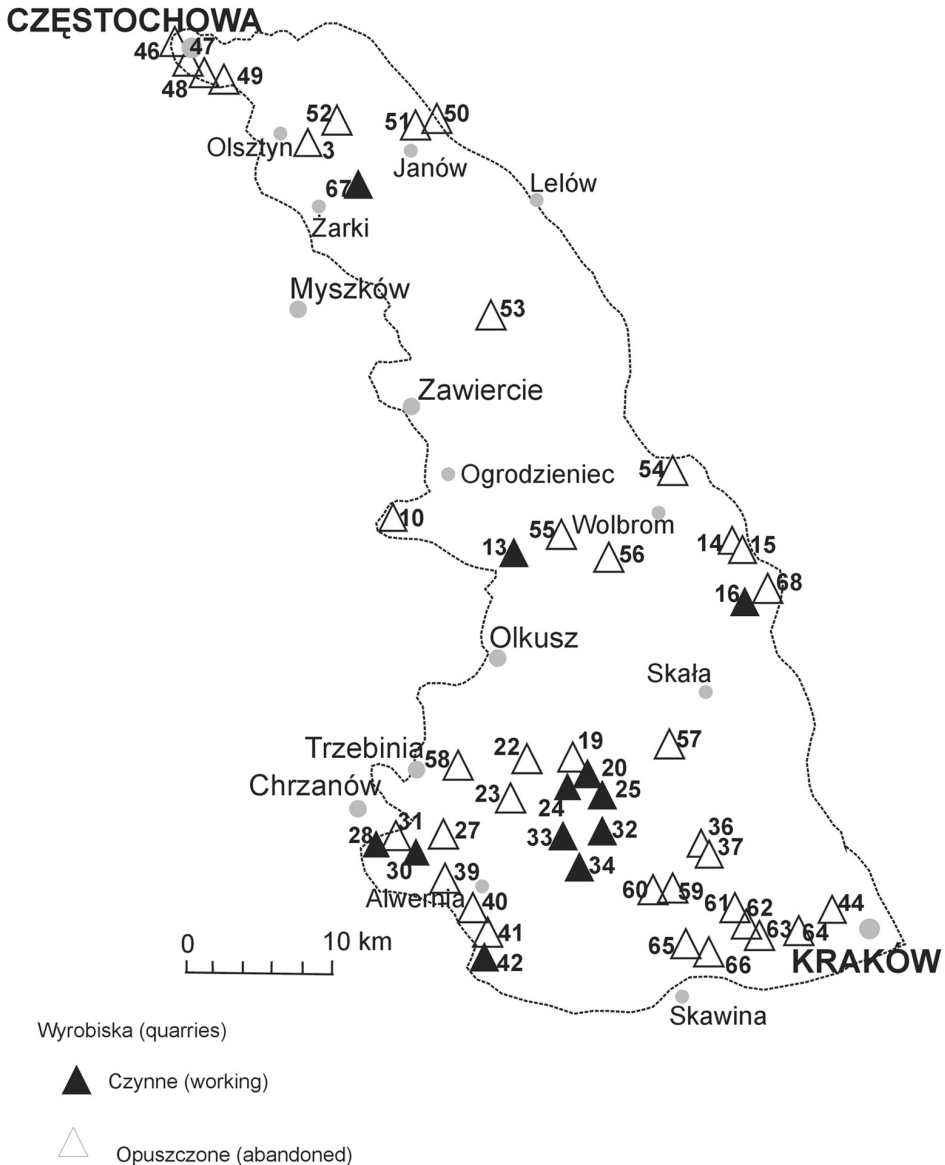 CZĘSTOCHOWA
46
47
48
49
52
51
50
Olsztyn
3
Janów
67
Lelów
Żarki
Myszków
53
Zawiercie
54
Ogrodzieniec
10
55
Wolbrom
13
56
14
15
16
68
Olkusz
Skała
Trzebinia
58
22
19
57
20
Chrzanów
23
24
25
28
31
27
33
32
36
30
34
37
39
Alwernia
60
59
40
61
62
44
41
65
63
64
0
10 km
42
66
KRAKÓW
Skawina
Wyrobiska (quarries)
Czynne (working)
Opuszczone (abandoned)